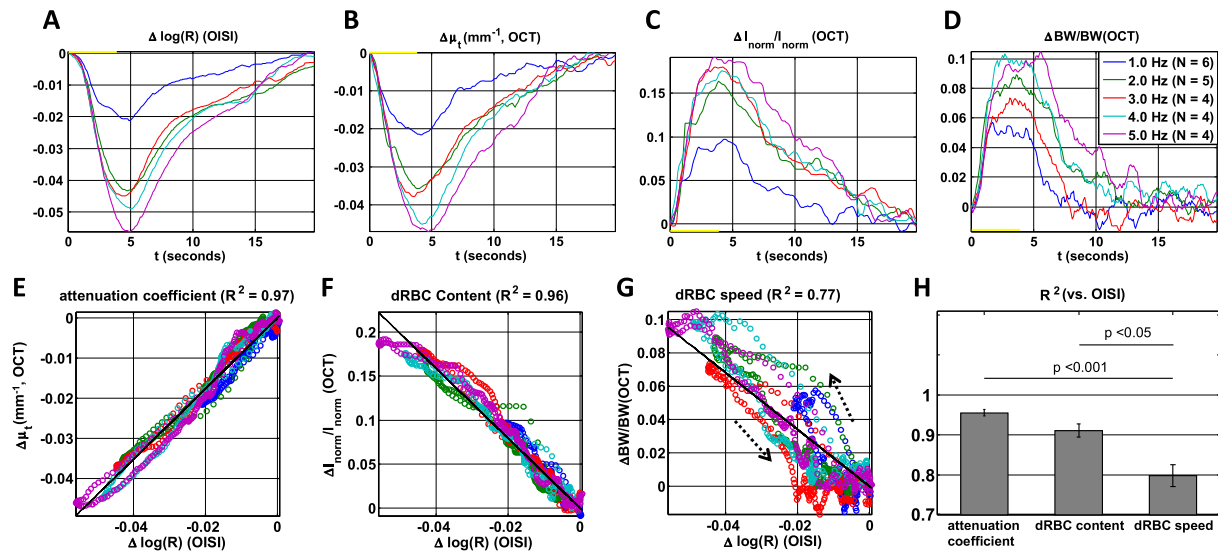 A
Δ log(R) (OISI)
0
-0.01
-0.02
-0.03
-0.04
-0.05
0
5
10
15
t (seconds)
B
Δμt(mm-1, OCT)
0
-0.01
-0.02
-0.03
-0.04
0
5
10
15
t (seconds)
C
ΔInorm/Inorm(OCT)
0.15
0.1
0.05
0
0
5
10
15
t (seconds)
D
ΔBW/BW(OCT)
0.1
0.08
0.06
0.04
0.02
0
0
5
10
15
t (seconds)
1.0 Hz (N = 6)
2.0 Hz (N = 5)
3.0 Hz (N = 4)
4.0 Hz (N = 4)
5.0 Hz (N = 4)
E
attenuation coefficient (R2 = 0.97)
Δμt(mm-1, OCT)
0
-0.01
-0.02
-0.03
-0.04
-0.04
-0.02
0
Δ log(R) (OISI)
F
dRBC Content (R2 = 0.96)
ΔInorm/Inorm (OCT)
0.2
0.15
0.1
0.05
0
-0.04
-0.02
0
Δ log(R) (OISI)
G
dRBC speed (R2 = 0.77)
ΔBW/BW(OCT)
0.1
0.08
0.06
0.04
0.02
0
-0.04
-0.02
0
Δ log(R) (OISI)
H
R2(vs. OISI)
p <0.05
p <0.001
1
0.9
0.8
0.7
attenuation
coefficient
dRBC content
dRBC speed